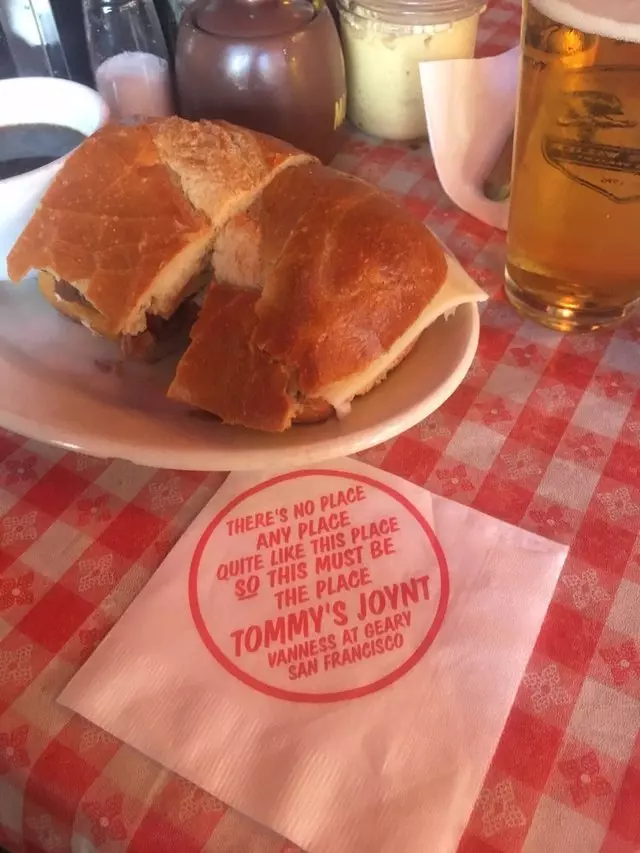 THERE'S NO PLACE
ANY PLACE
QUITE LIKE THIS PLACE
SO THIS MUST BE
THE PLACE
TOMMY'S JOYNT
VANNESS AT GEARY
SAN FRANCISCO